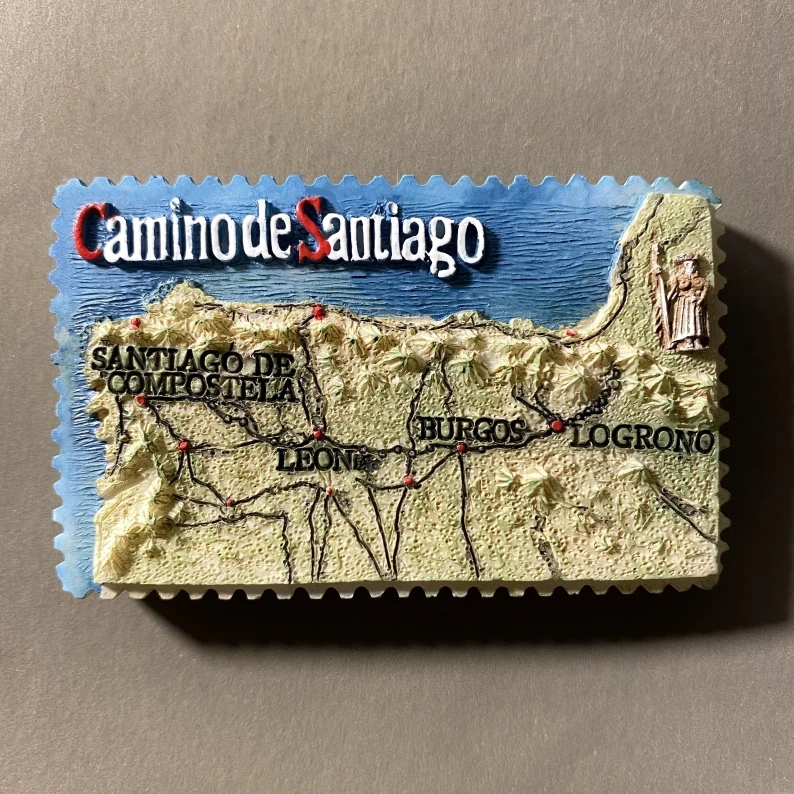 Camino de Santiago
SANTIAGO DE
COMPOSTELA
LEON
BURGOS
LOGRONO